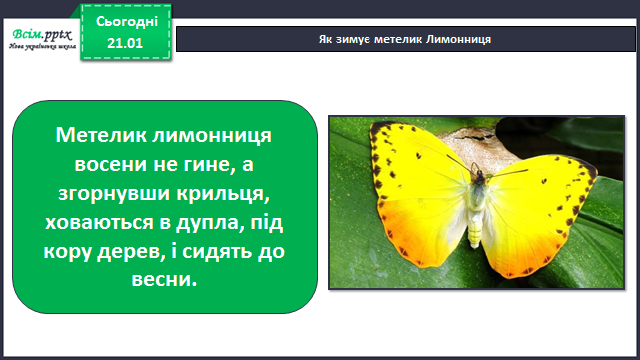 Всім.pptx
Нова українська школа
Сьогодні
21.01
Як зимує метелик Лимонниця
Метелик лимонниця
восени не гине, а
згорнувши крильця,
ховаються в дупла, під
кору дерев, і сидять до
весни.